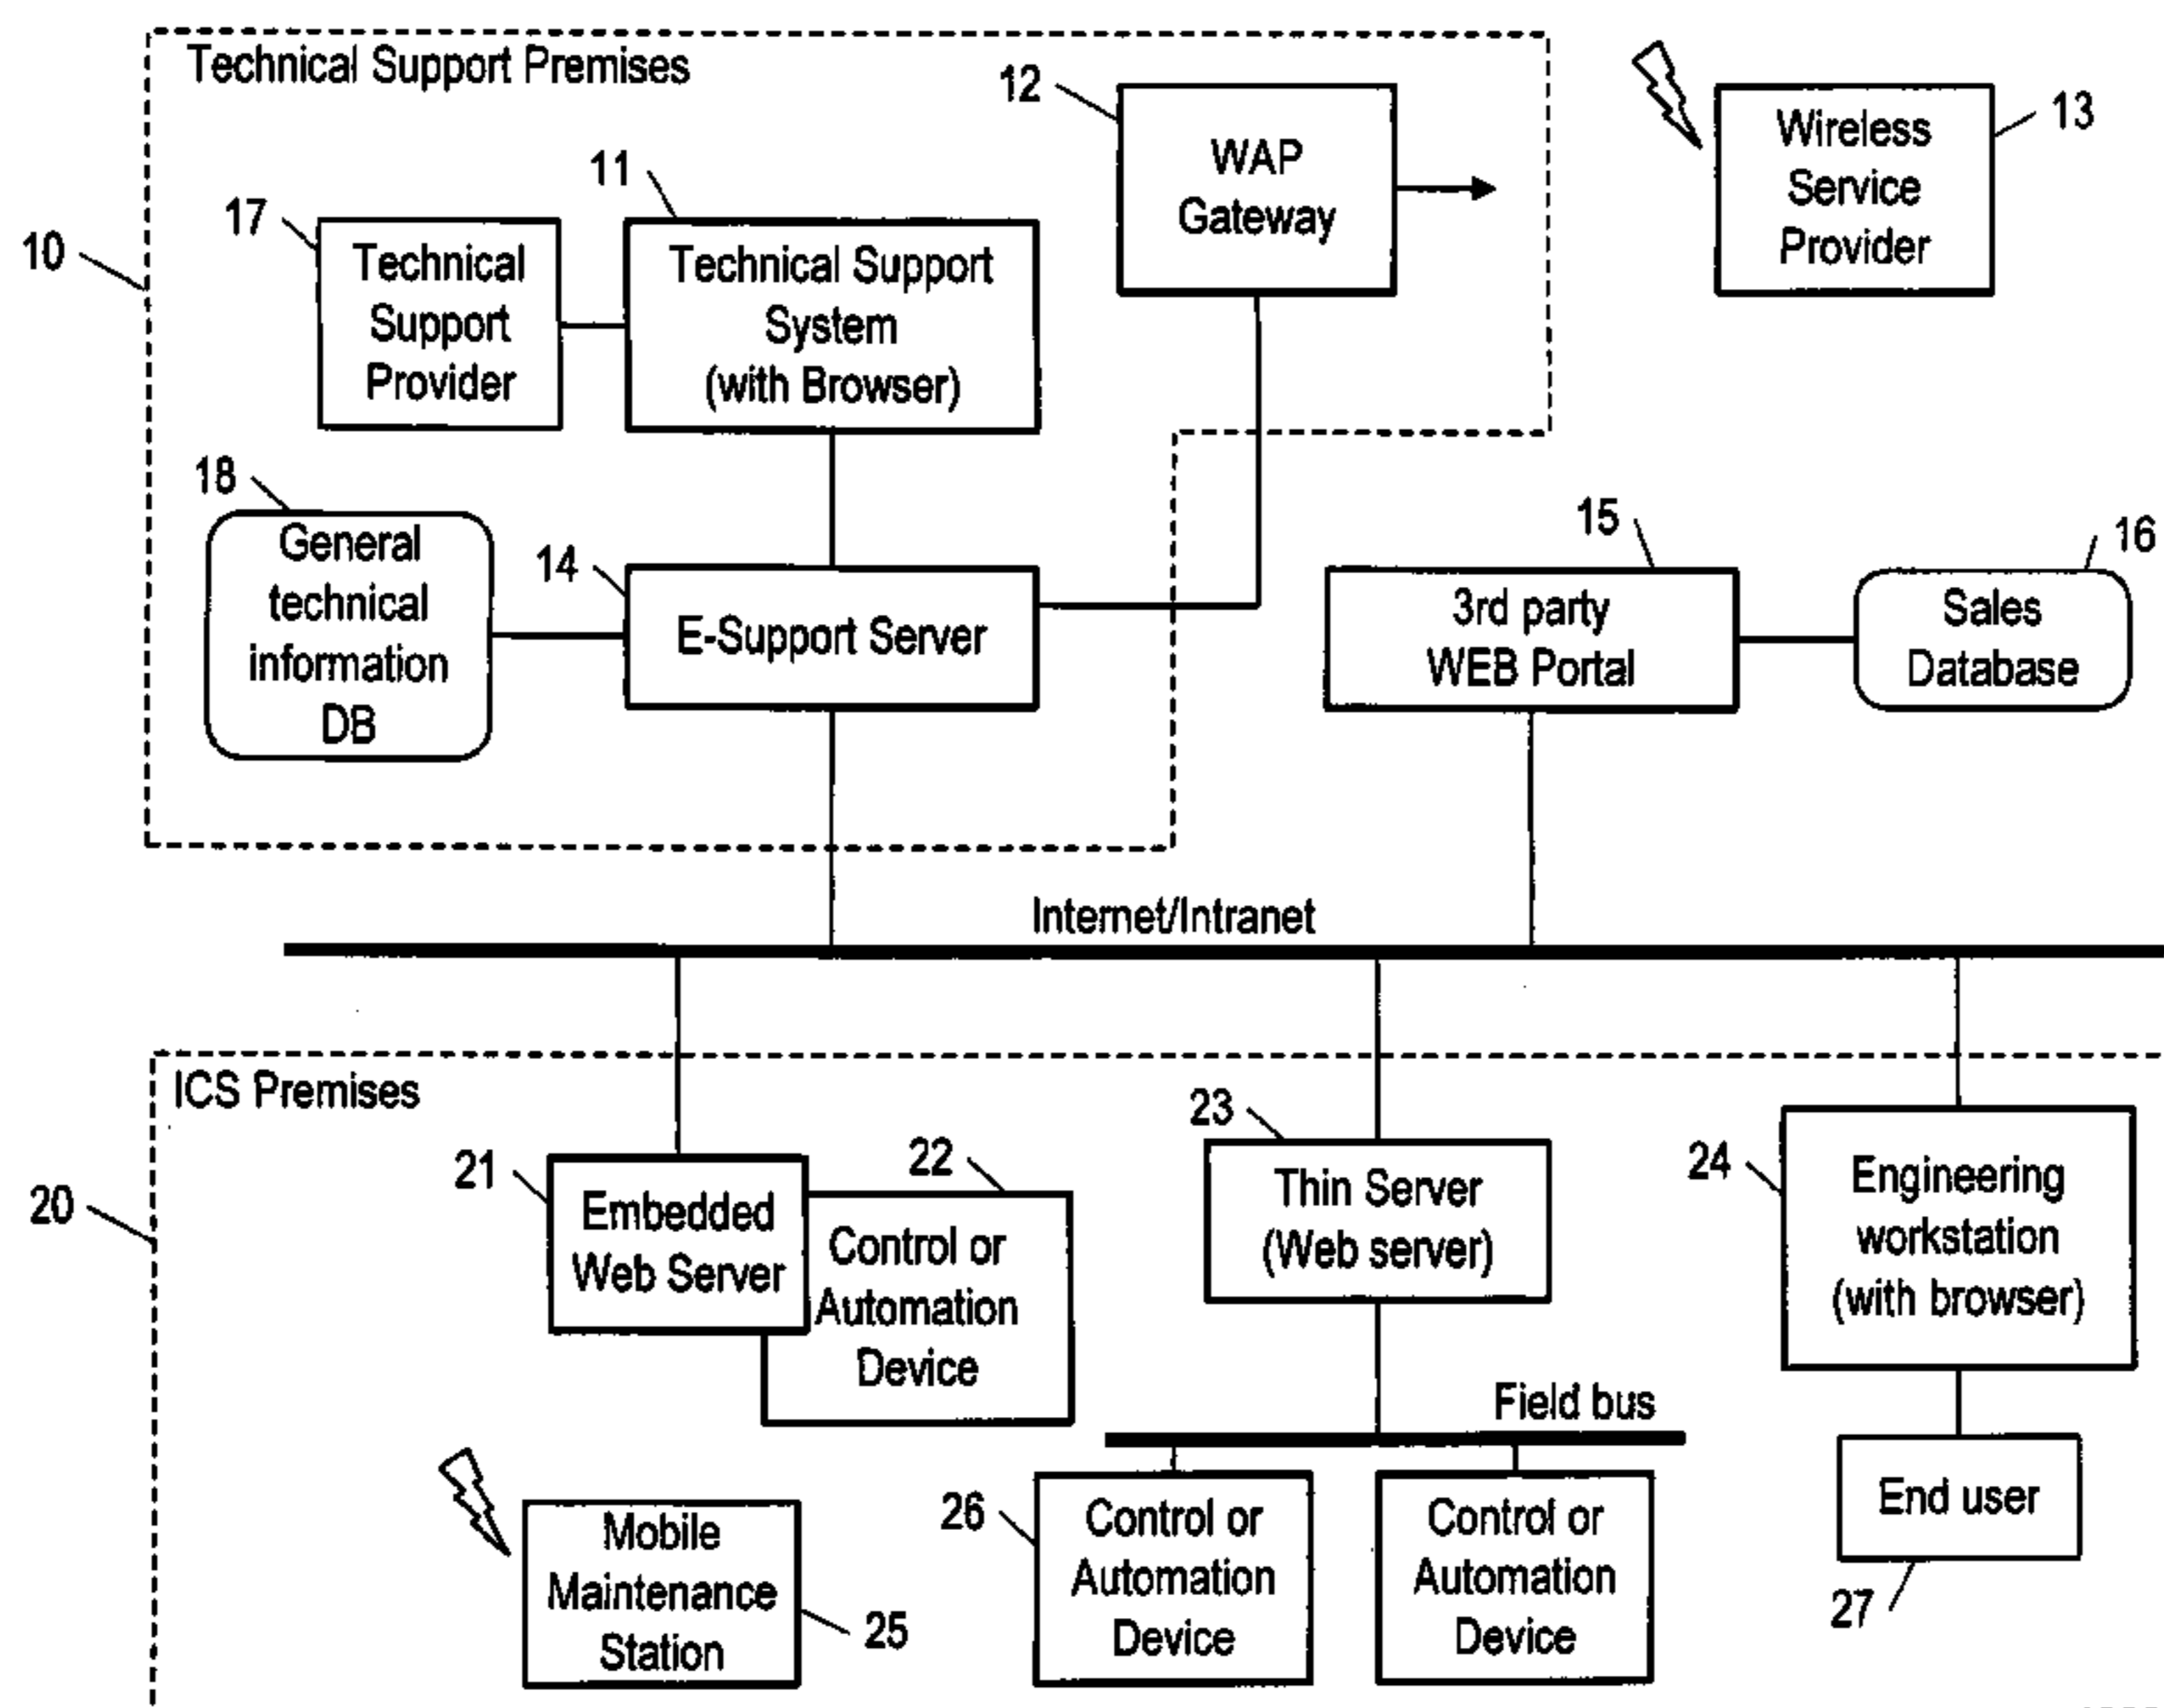 Technical Support Premises
12
WAP
Gateway
Wireless
Service
Provider
13
10
17
Technical
Support
Provider
11
Technical Support
System
(with Browser)
18
General
technical
information
DB
14
E-Support Server
15
3rd party
WEB Portal
16
Sales
Database
Internet/Intranet
ICS Premises
20
21
Embedded
Web Server
22
Control or
Automation
Device
23
Thin Server
(Web server)
24
Engineering
workstation
(with browser)
Field bus
Mobile
Maintenance
Station
25
26
Control or
Automation
Device
Control or
Automation
Device
End user
27